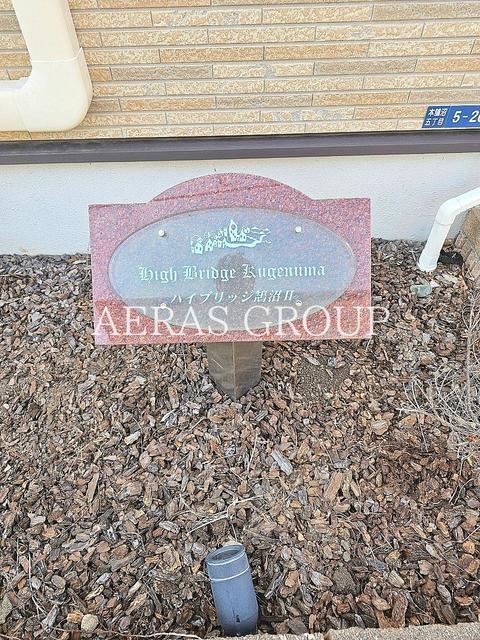 本鵠沼
五丁目 5-20
High Bridge Kugenuma
ハイブリッジ鵠沼II
AERAS GROUP